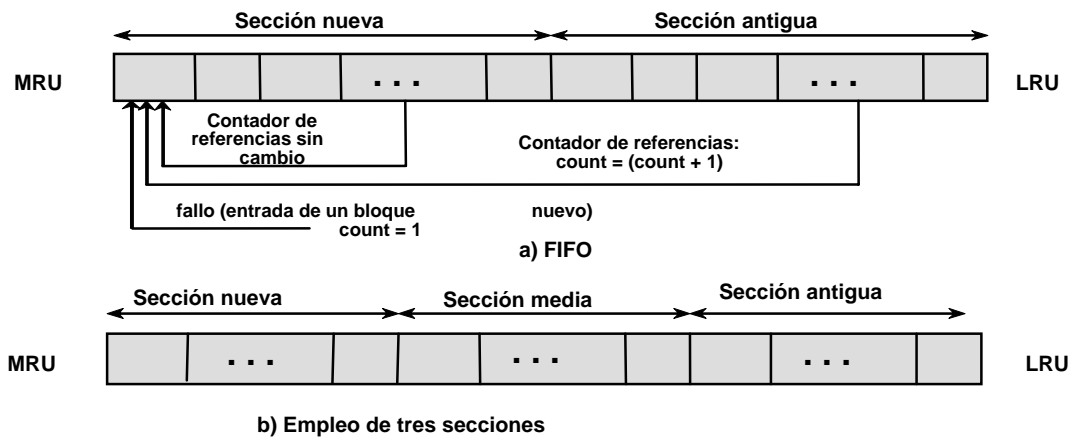 Sección nueva
Sección antigua
MRU
. . .
. . .
LRU
Contador de
referencias sin
cambio
Contador de referencias:
count = (count + 1)
fallo (entrada de un bloque nuevo)
count = 1
a) FIFO
Sección nueva
Sección media
Sección antigua
MRU
. . .
. . .
. . .
LRU
b) Empleo de tres secciones